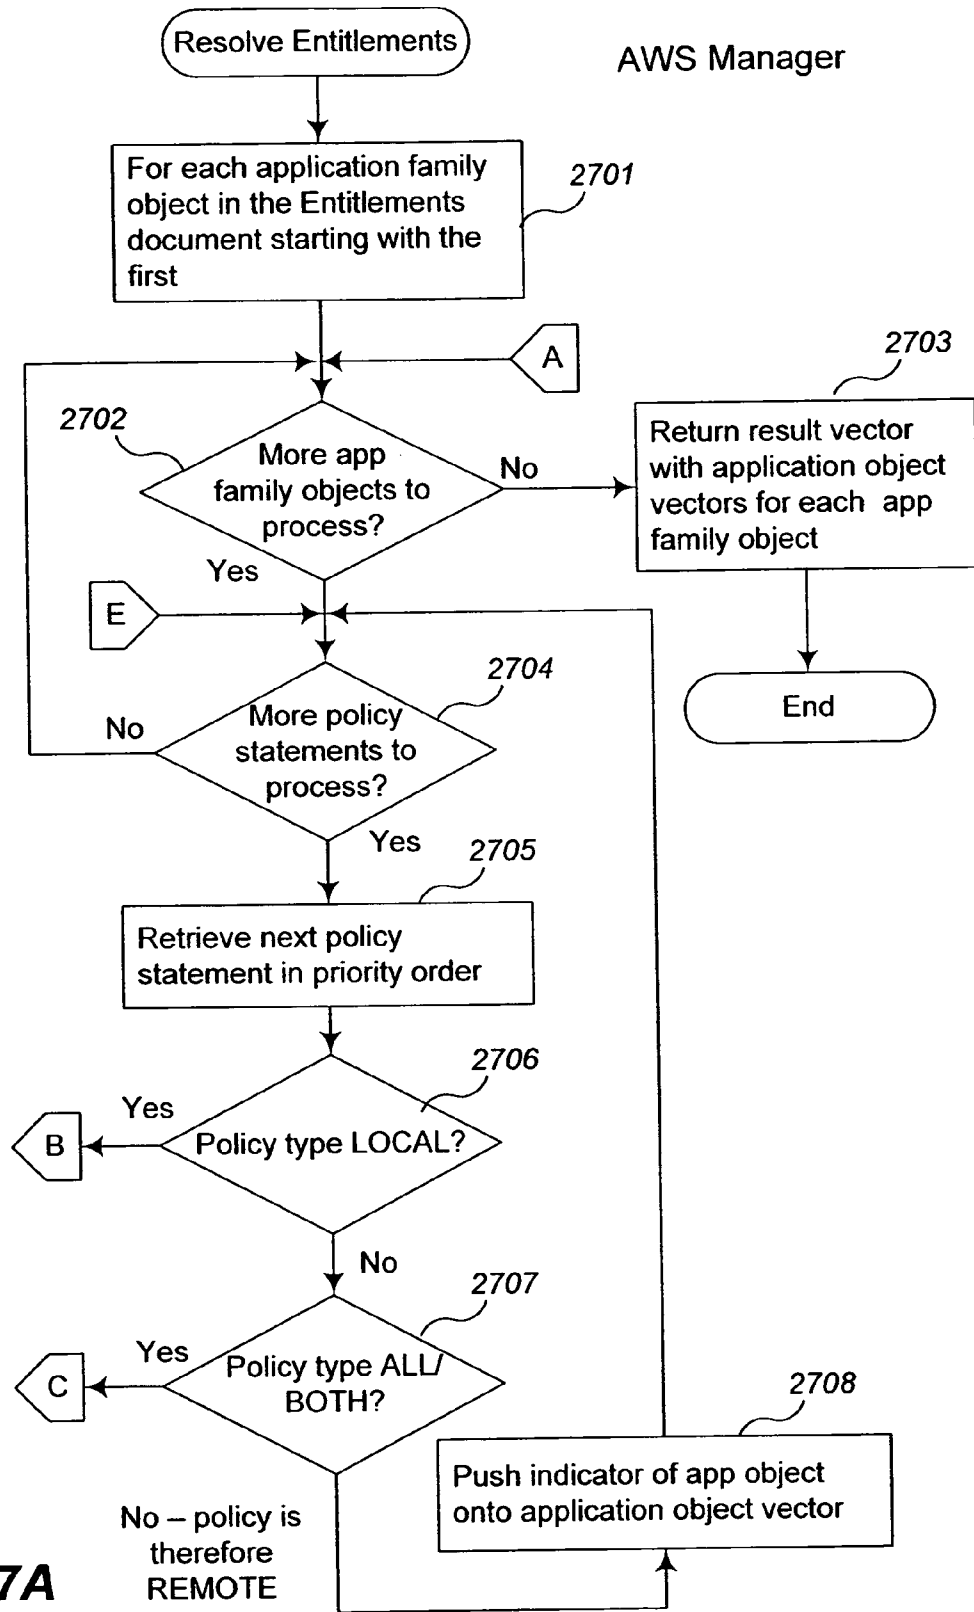 Resolve Entitlements
AWS Manager
For each application family
object in the Entitlements
document starting with the
first
2701
A
2703
2702
More app
family objects to
process?
No
Return result vector
with application object
vectors for each app
family object
Yes
E
2704
More policy
statements to
process?
No
End
Yes
2705
Retrieve next policy
statement in priority order
2706
Yes
B
Policy type LOCAL?
No
2707
Yes
C
Policy type ALL/
BOTH?
2708
Push indicator of app object
onto application object vector
No – policy is
therefore
REMOTE
7A